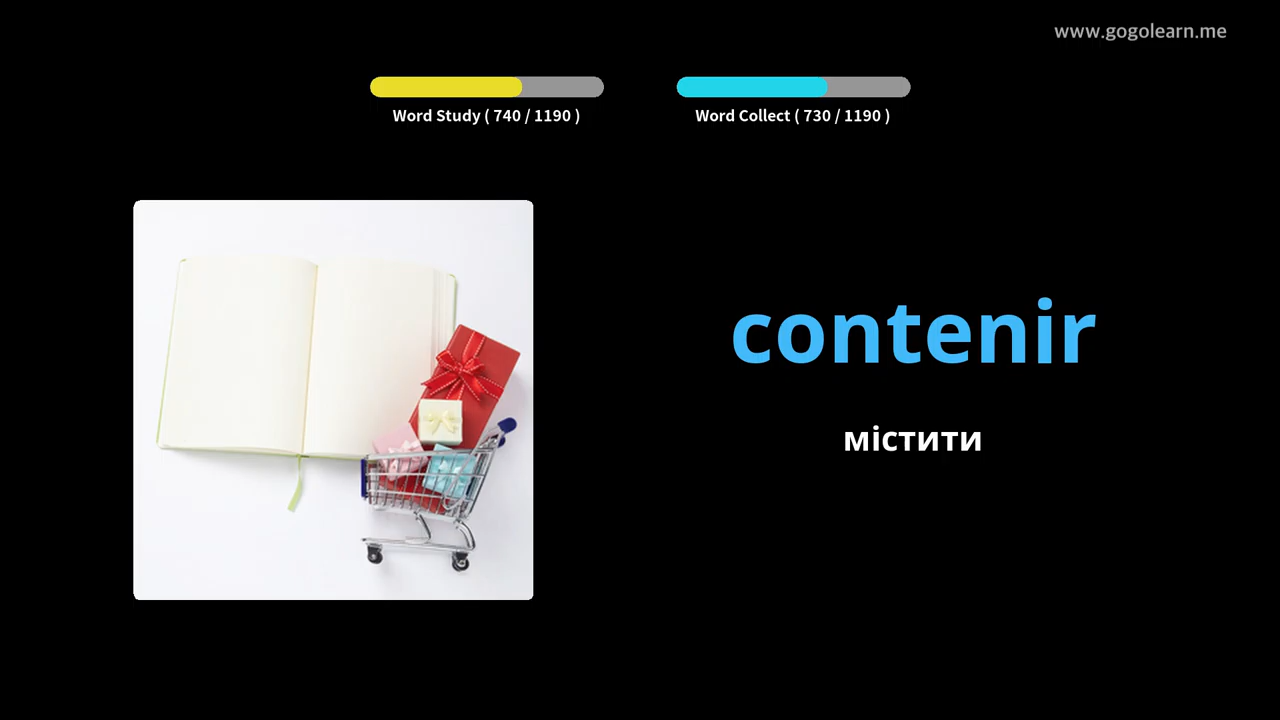 www.gogolearn.me
Word Study ( 740 / 1190 )
Word Collect ( 730 / 1190 )
contenir
містити